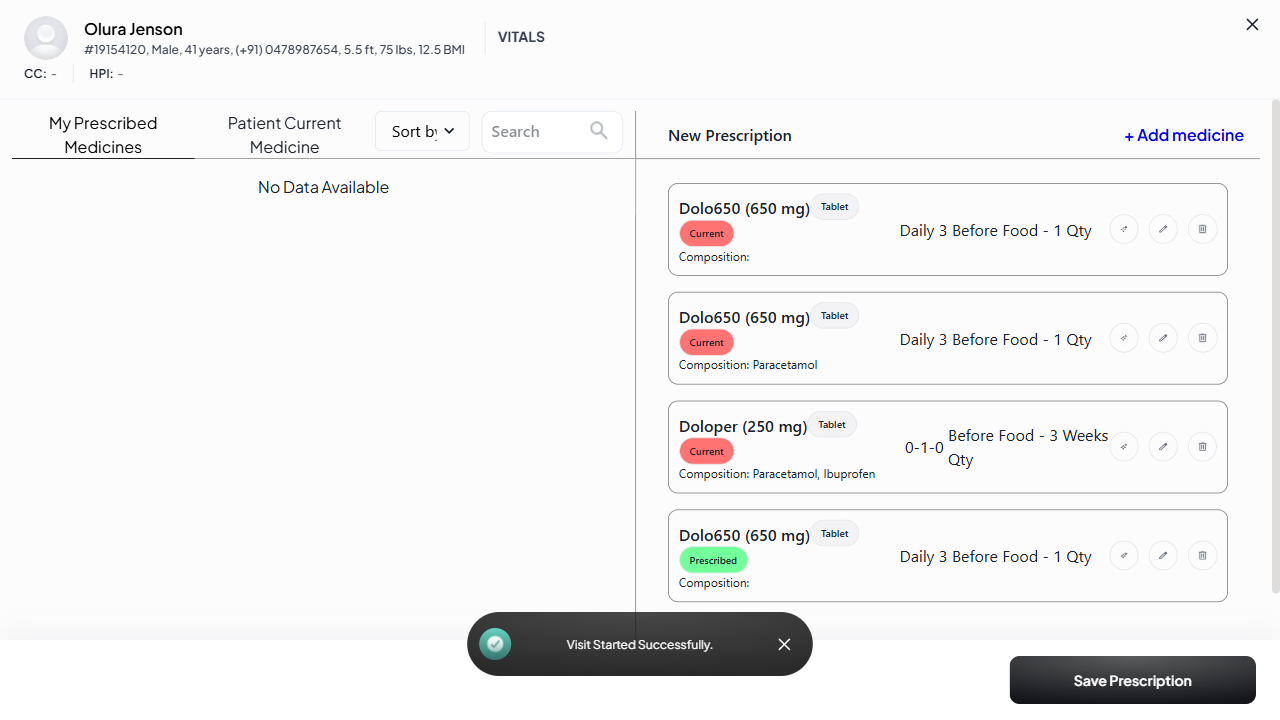 Olura Jenson
#19154120, Male, 41 years, (+91) 0478987654, 5.5 ft, 75 lbs, 12.5 BMI
CC: -
HPI: -
VITALS
My Prescribed
Medicines
Patient Current
Medicine
Sort by
Search
No Data Available
New Prescription
+ Add medicine
Dolo650 (650 mg) Tablet
Current
Composition:
Daily 3 Before Food - 1 Qty
Dolo650 (650 mg) Tablet
Current
Composition: Paracetamol
Daily 3 Before Food - 1 Qty
Doloper (250 mg) Tablet
Current
Composition: Paracetamol, Ibuprofen
0-1-0 Before Food - 3 Weeks
Qty
Dolo650 (650 mg) Tablet
Prescribed
Composition:
Daily 3 Before Food - 1 Qty
Visit Started Successfully.
Save Prescription